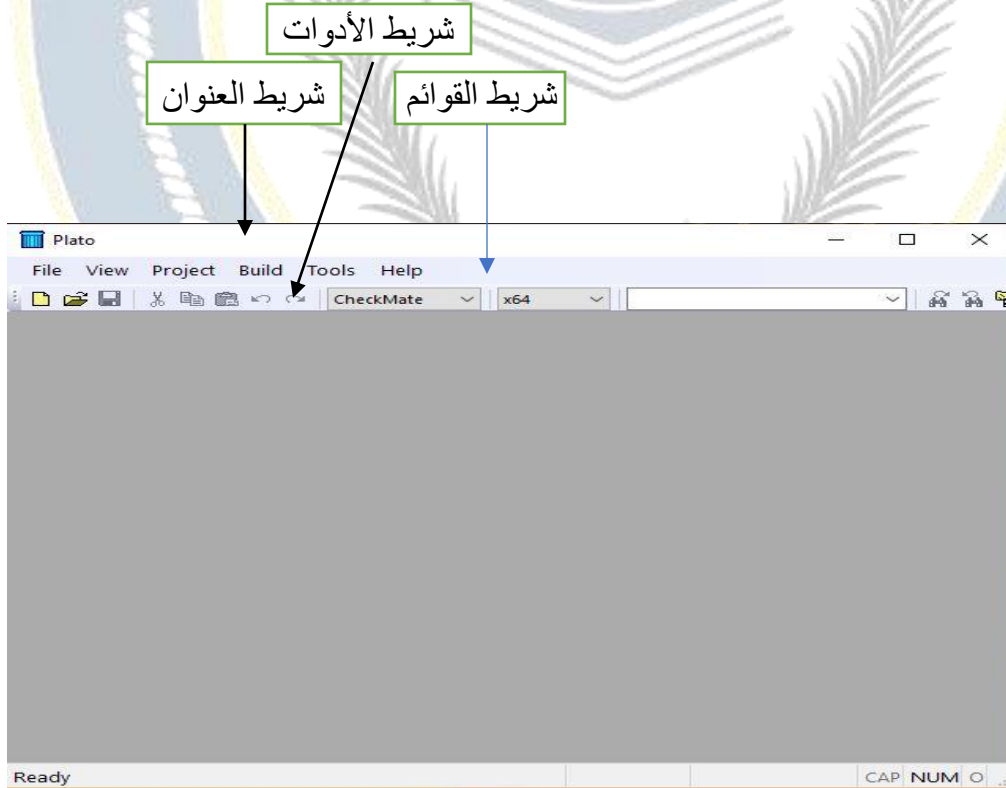 شريط الأدوات
شريط العنوان
شريط القوائم
Plato
File View Project Build Tools Help
CheckMate x64
Ready CAP NUM O